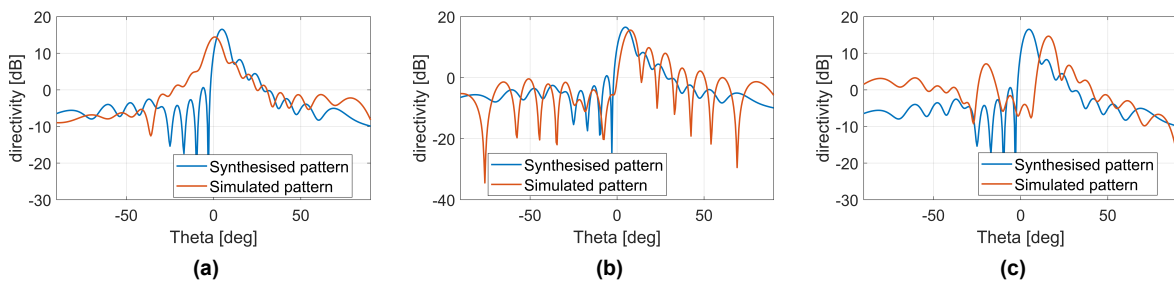 20
10
0
-10
-20
-30
directivity [dB]
-50
0
50
Theta [deg]
Synthesised pattern
Simulated pattern
(a)
20
0
-20
-40
directivity [dB]
-50
0
50
Theta [deg]
Synthesised pattern
Simulated pattern
(b)
20
10
0
-10
-20
-30
directivity [dB]
-50
0
50
Theta [deg]
Synthesised pattern
Simulated pattern
(c)